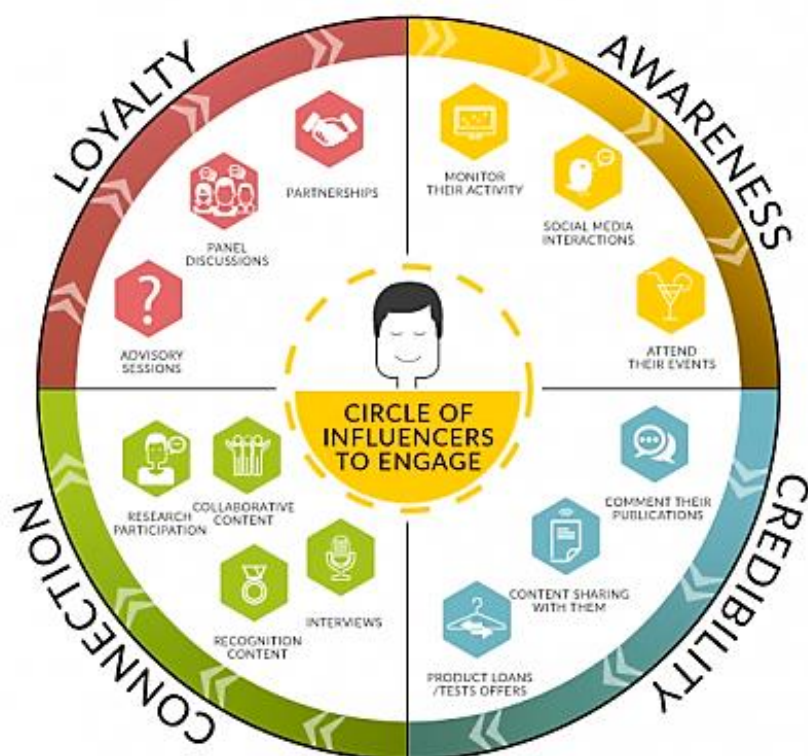 LOYALTY
AWARENESS
PARTNERSHIPS
PANEL
DISCUSSIONS
ADVISORY
SESSIONS
MONITOR
THEIR ACTIVITY
SOCIAL MEDIA
INTERACTIONS
ATTEND
THEIR EVENTS
CIRCLE OF
INFLUENCERS
TO ENGAGE
CONNECTION
RESEARCH
PARTICIPATION
COLLABORATIVE
CONTENT
RECOGNITION
CONTENT
INTERVIEWS
CREDIBILITY
COMMENT THEIR
PUBLICATIONS
CONTENT SHARING
WITH THEM
PRODUCT LOANS
/TESTS OFFERS